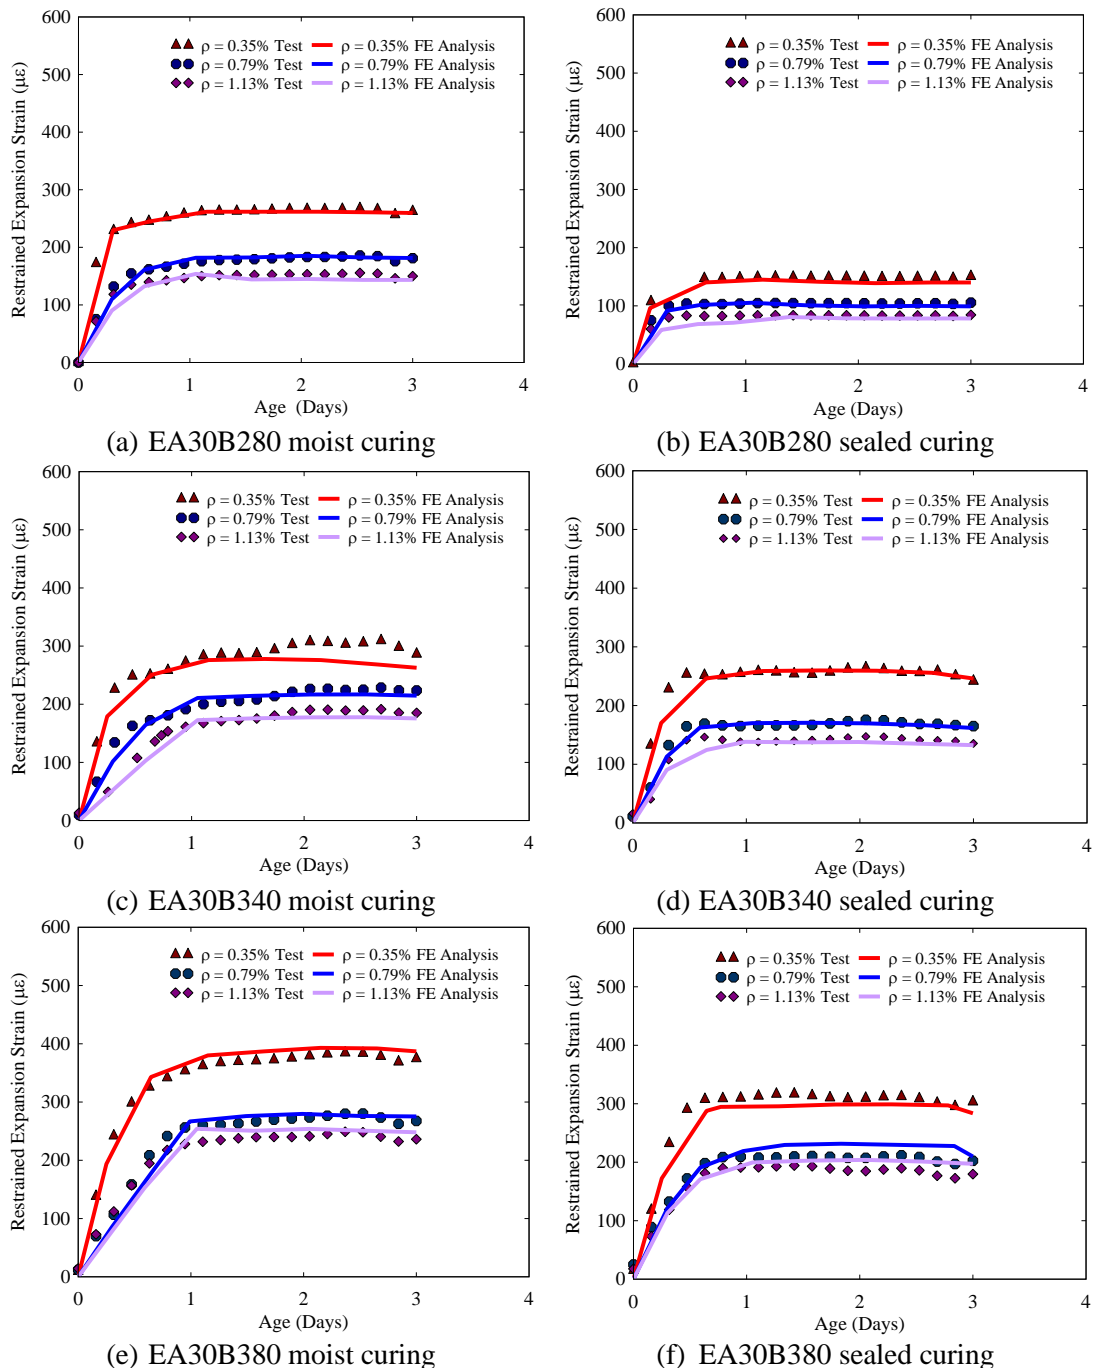 600
500
400
300
200
100
0
0
1
2
3
4
Restrained Expansion Strain (με)
Age (Days)
ρ = 0.35% Test
ρ = 0.35% FE Analysis
ρ = 0.79% Test
ρ = 0.79% FE Analysis
ρ = 1.13% Test
ρ = 1.13% FE Analysis
(a) EA30B280 moist curing
600
500
400
300
200
100
0
0
1
2
3
4
Restrained Expansion Strain (με)
Age (Days)
ρ = 0.35% Test
ρ = 0.35% FE Analysis
ρ = 0.79% Test
ρ = 0.79% FE Analysis
ρ = 1.13% Test
ρ = 1.13% FE Analysis
(b) EA30B280 sealed curing
600
500
400
300
200
100
0
0
1
2
3
4
Restrained Expansion Strain (με)
Age (Days)
ρ = 0.35% Test
ρ = 0.35% FE Analysis
ρ = 0.79% Test
ρ = 0.79% FE Analysis
ρ = 1.13% Test
ρ = 1.13% FE Analysis
(c) EA30B340 moist curing
600
500
400
300
200
100
0
0
1
2
3
4
Restrained Expansion Strain (με)
Age (Days)
ρ = 0.35% Test
ρ = 0.35% FE Analysis
ρ = 0.79% Test
ρ = 0.79% FE Analysis
ρ = 1.13% Test
ρ = 1.13% FE Analysis
(d) EA30B340 sealed curing
600
500
400
300
200
100
0
0
1
2
3
4
Restrained Expansion Strain (με)
Age (Days)
ρ = 0.35% Test
ρ = 0.35% FE Analysis
ρ = 0.79% Test
ρ = 0.79% FE Analysis
ρ = 1.13% Test
ρ = 1.13% FE Analysis
(e) EA30B380 moist curing
600
500
400
300
200
100
0
0
1
2
3
4
Restrained Expansion Strain (με)
Age (Days)
ρ = 0.35% Test
ρ = 0.35% FE Analysis
ρ = 0.79% Test
ρ = 0.79% FE Analysis
ρ = 1.13% Test
ρ = 1.13% FE Analysis
(f) EA30B380 sealed curing